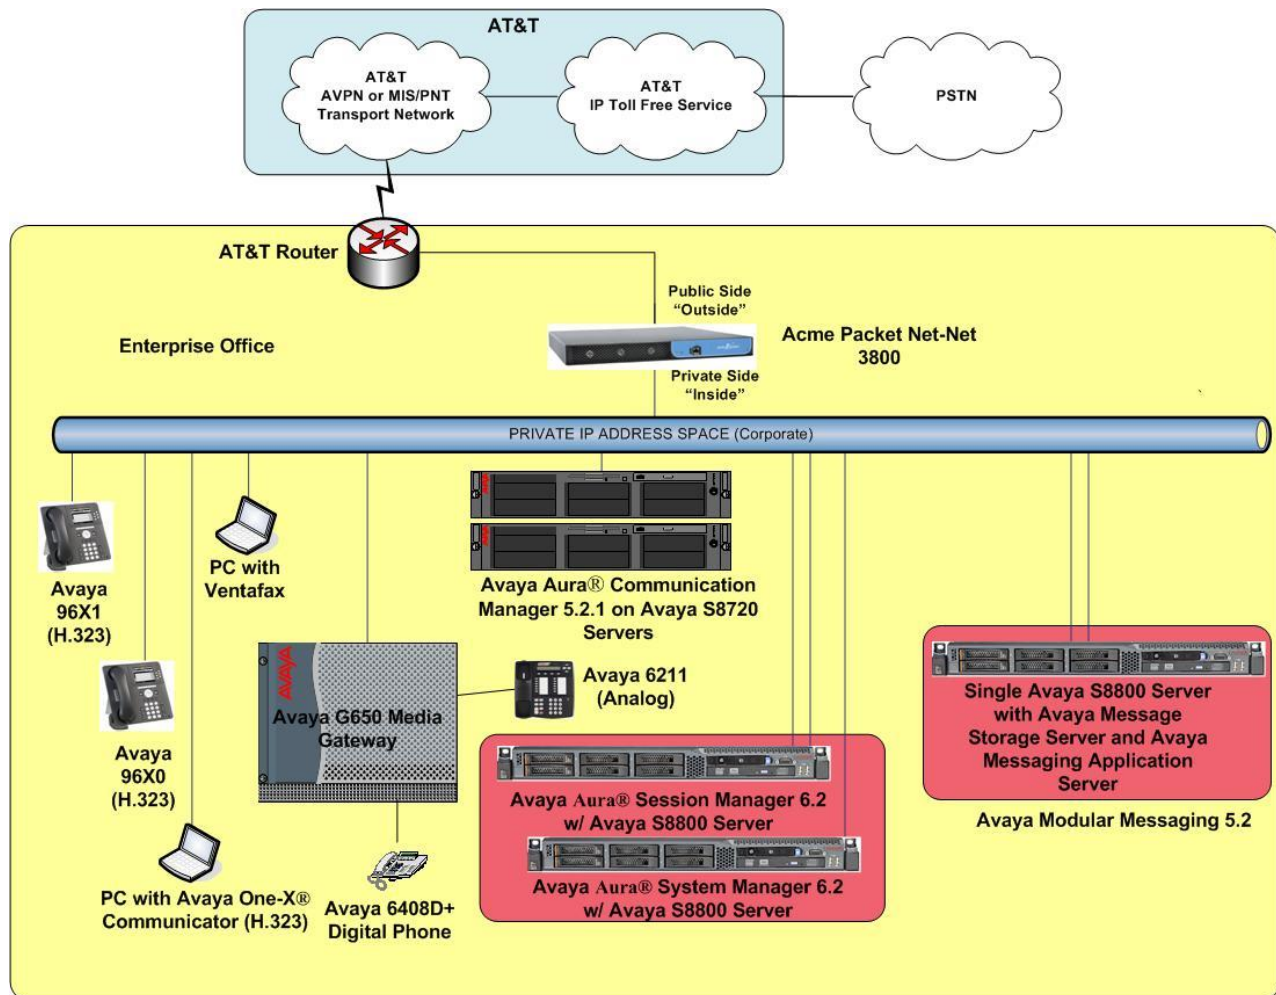 AT&T
AT&T
AVPN or MIS/PNT
Transport Network
AT&T
IP Toll Free Service
PSTN
AT&T Router
Public Side
“Outside”
Enterprise Office
Acme Packet Net-Net
3800
Private Side
“Inside”
PRIVATE IP ADDRESS SPACE (Corporate)
AVAYA
AVAYA
Avaya
96X1
(H.323)
PC with
Ventafax
Avaya Aura® Communication
Manager 5.2.1 on Avaya S8720
Servers
AVAYA
Avaya G650 Media
Gateway
Avaya 6211
(Analog)
Avaya
96X0
(H.323)
Single Avaya S8800 Server
with Avaya Message
Storage Server and Avaya
Messaging Application
Server
Avaya Modular Messaging 5.2
Avaya Aura® Session Manager 6.2
w/ Avaya S8800 Server
Avaya Aura® System Manager 6.2
w/ Avaya S8800 Server
PC with Avaya One-X®
Communicator (H.323)
Avaya 6408D+
Digital Phone